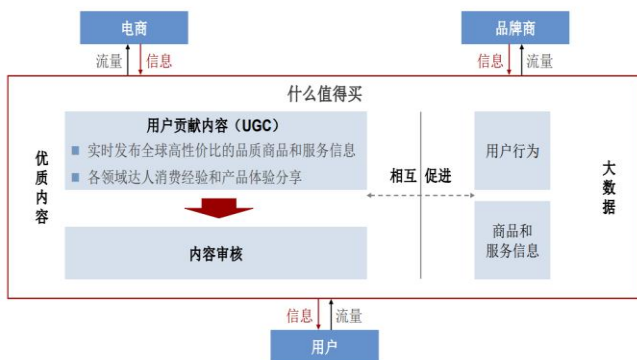 电商
品牌商
流量
信息
信息
流量
什么值得买
用户贡献内容（UGC）
实时发布全球高性价比的品质商品和服务信息
各领域达人消费经验和产品体验分享
优质内容
相互
促进
用户行为
大数据
商品和
服务信息
内容审核
信息
流量
用户